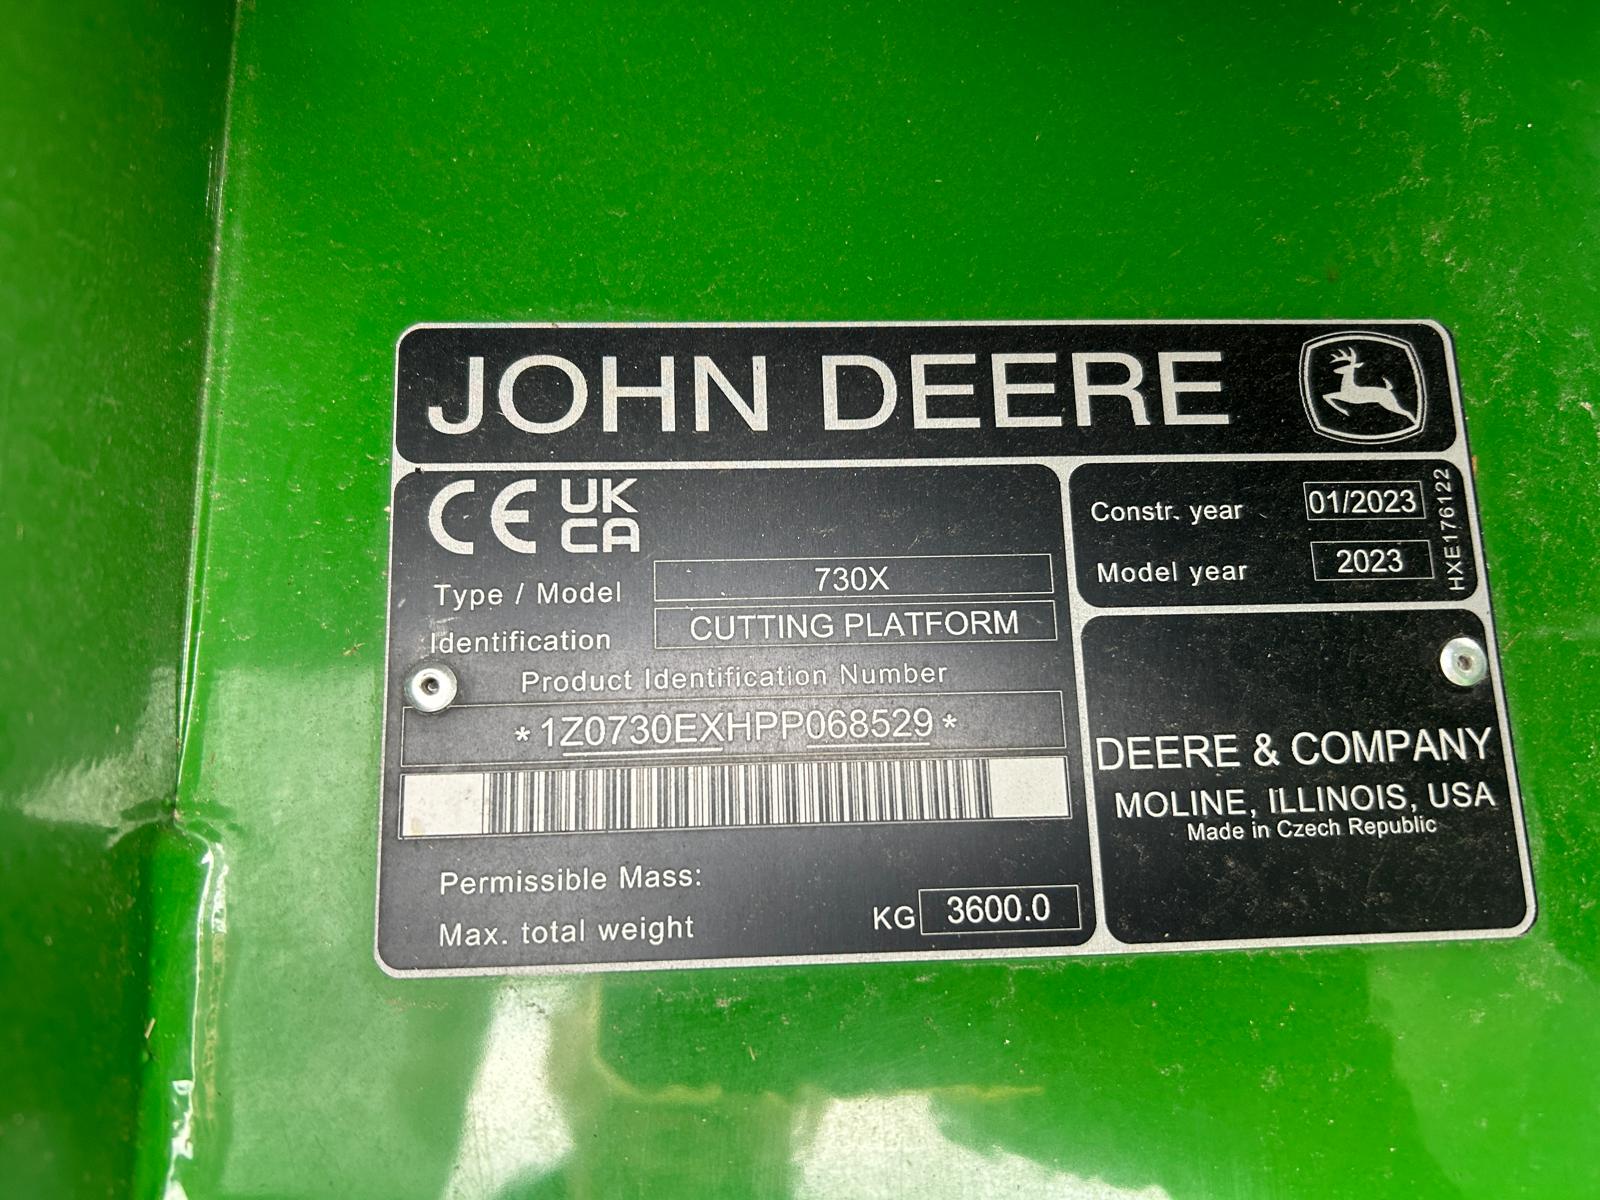 JOHN DEERE
CE UK CA
Type / Model 730X
Identification CUTTING PLATFORM
Product Identification Number
*1Z0730EXHPP068529*
Permissible Mass:
Max. total weight KG 3600.0
Constr. year 01/2023
Model year 2023
HXE176122
DEERE & COMPANY
MOLINE, ILLINOIS, USA
Made in Czech Republic